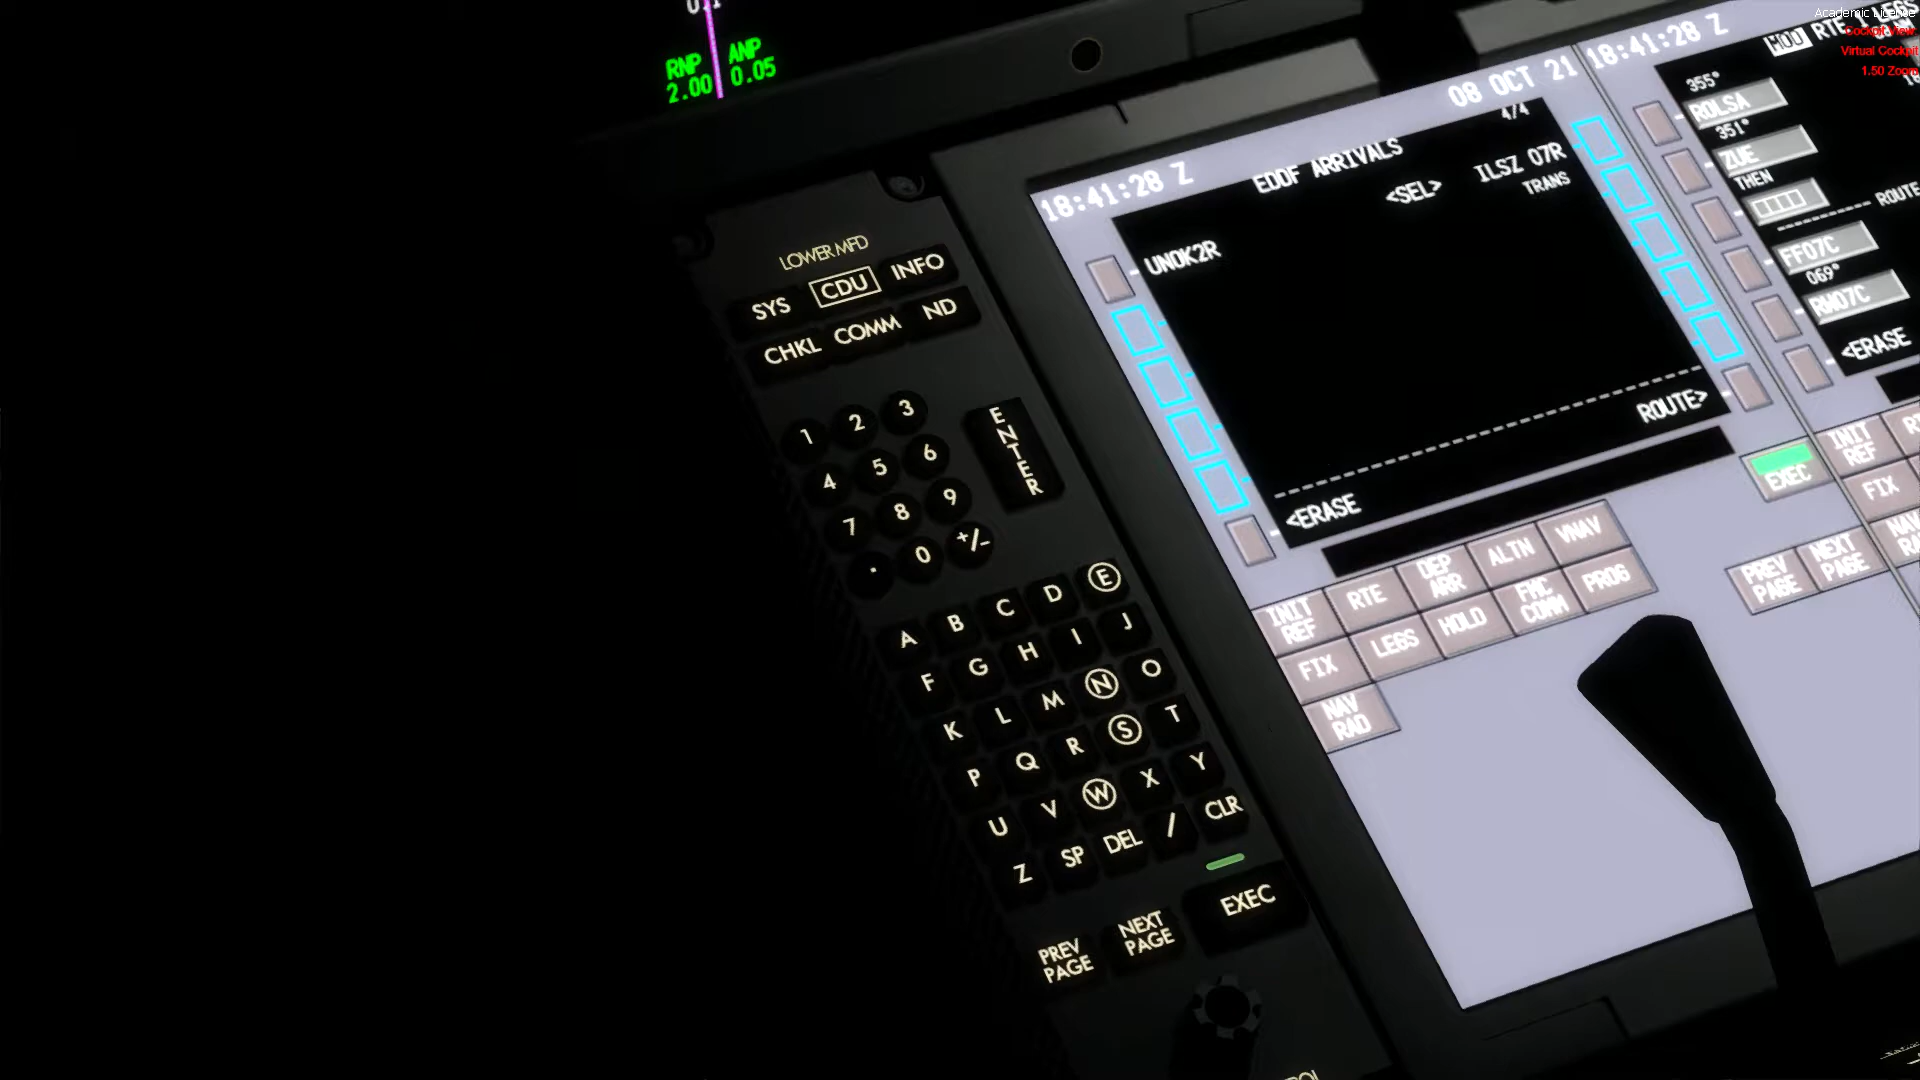 Academic License
Cockpit View:
Virtual Cockpit
1.50 Zoom
RNP ANP
2.00 0.05
18:41:28 Z 08 OCT 21
EDDF ARRIVALS 4/4
<SEL> ILSZ 07R
TRANS
UNOK2R
ROUTE>
<ERASE
EXEC
INIT REF
RTE
DEP ARR
ALTN
VNAV
FIX
LEGS
HOLD
FMC COMM
PROG
NAV RAD
PREV PAGE
NEXT PAGE
18:41:28 Z
MOD RTE 1 LEGS
355°
ROLSA
351°
ZUE
THEN
ROUTE
FF07C
069°
RW07C
<ERASE
INIT REF
FIX
LOWER MFD
SYS CDU INFO
CHKL COMM ND
1 2 3
4 5 6
7 8 9
. 0 +/-
ENTER
A B C D E
F G H I J
K L M N O
P Q R S T
U V W X Y
Z SP DEL / CLR
PREV PAGE
NEXT PAGE
EXEC